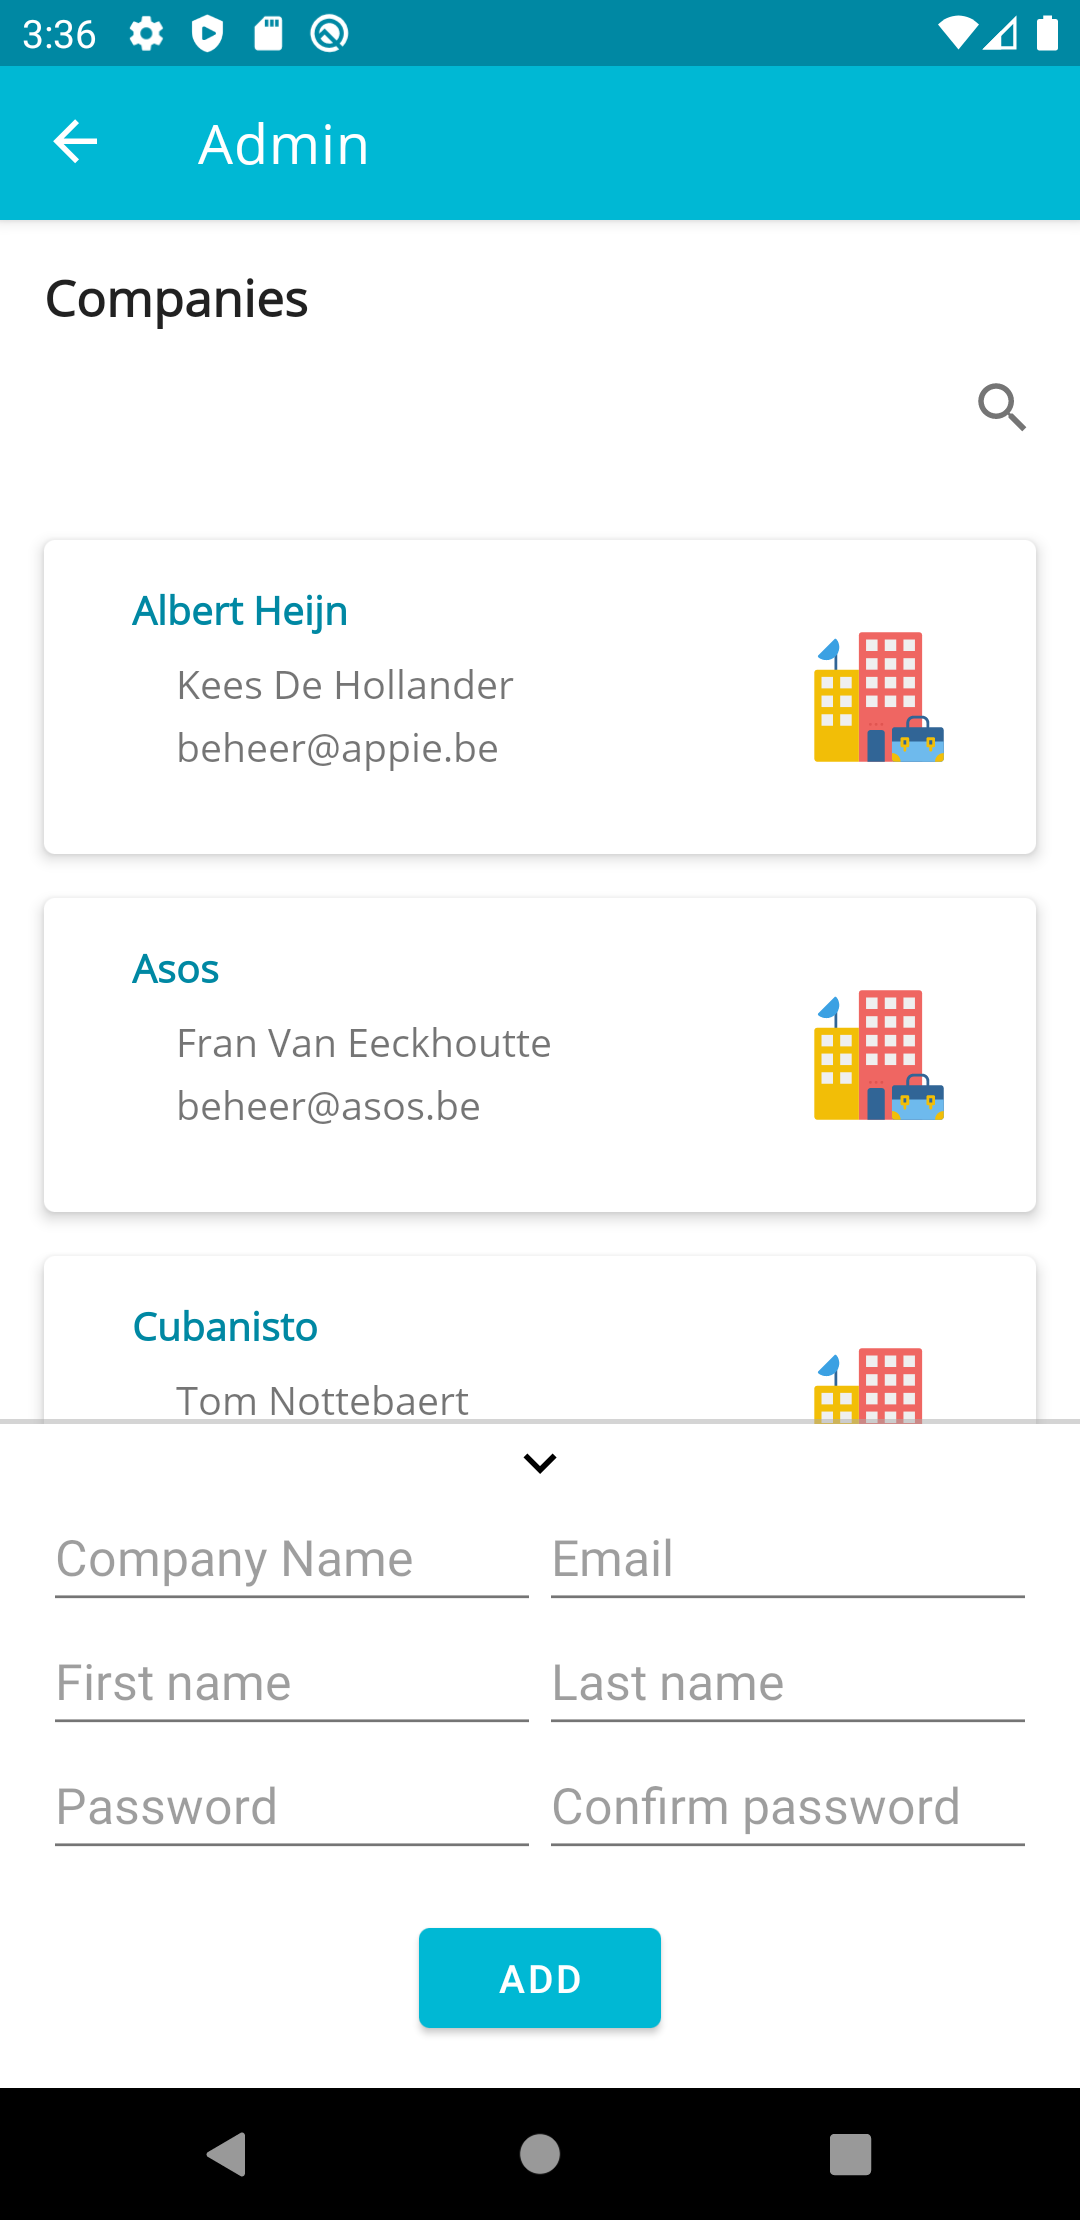 3:36
Admin
Companies
Albert Heijn
Kees De Hollander
beheer@appie.be
Asos
Fran Van Eeckhoutte
beheer@asos.be
Cubanisto
Tom Nottebaert
Company Name Email
First name Last name
Password Confirm password
ADD